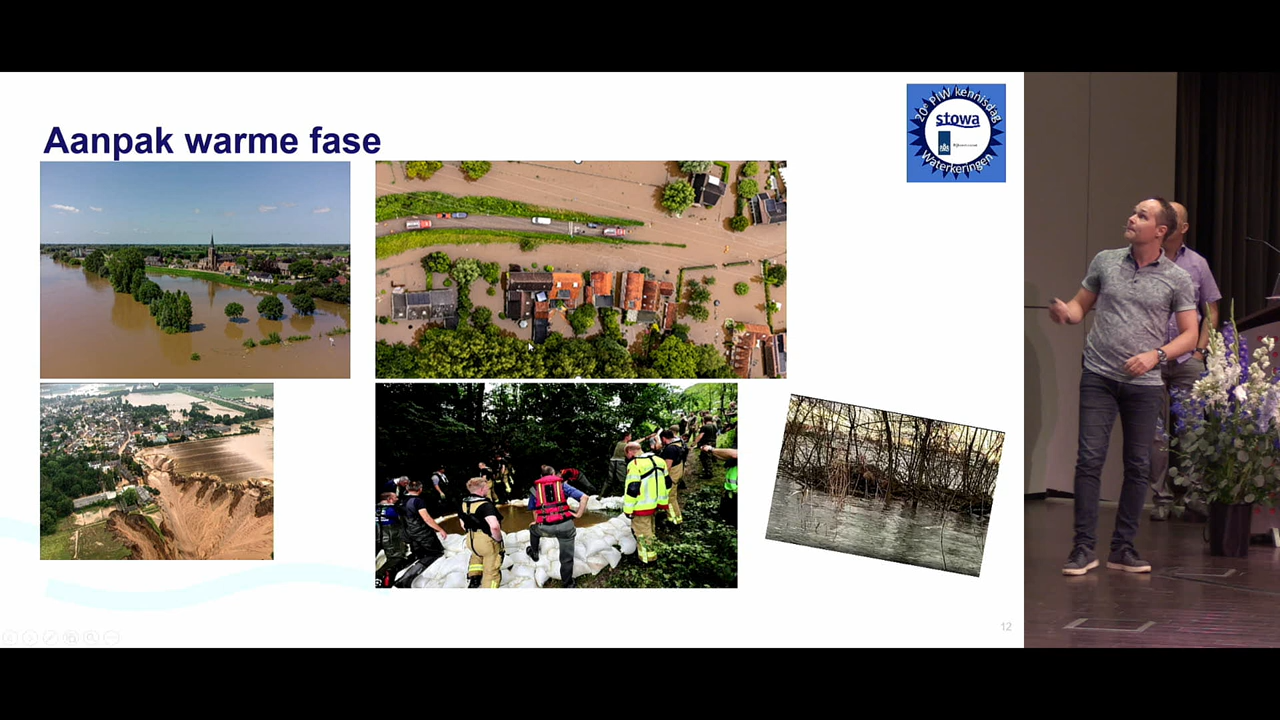 Aanpak warme fase
20e PIW kennisdag
stowa
Waterkeringen
12